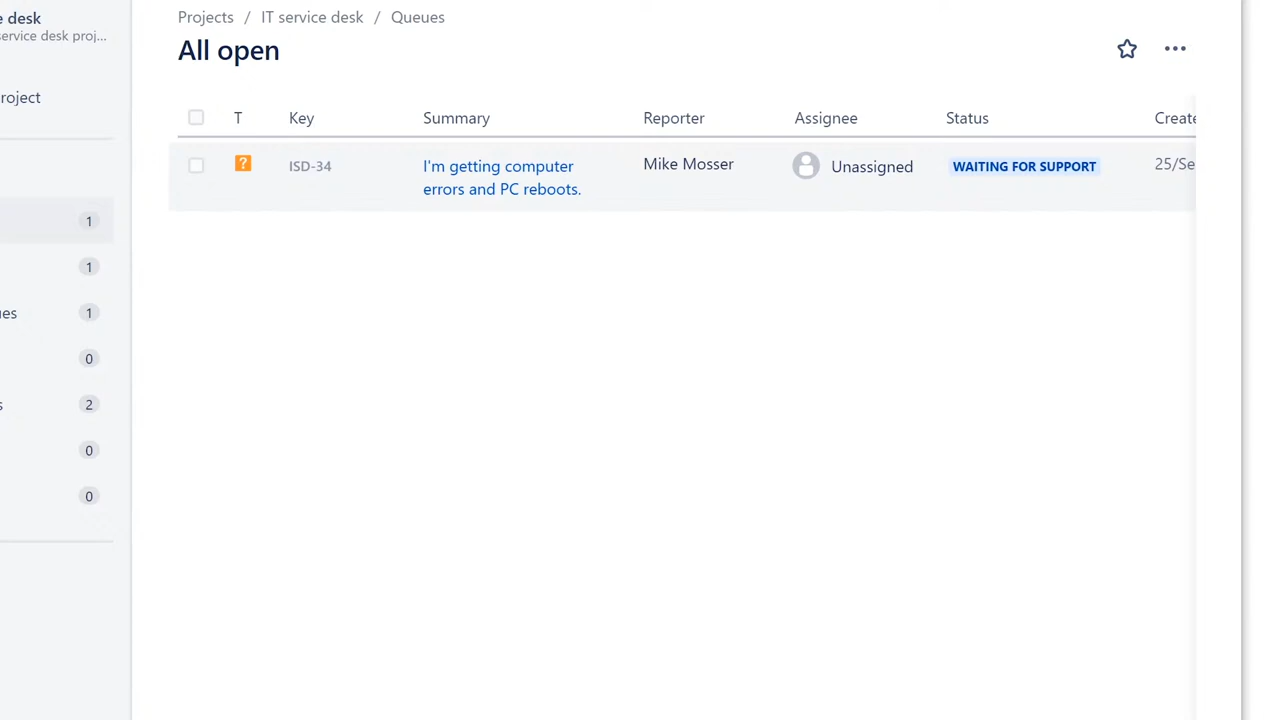 e desk
service desk proj...
roject
1
1
ues 1
0
s 2
0
0
Projects / IT service desk / Queues
All open
T Key Summary Reporter Assignee Status Create
? ISD-34 I'm getting computer Mike Mosser Unassigned WAITING FOR SUPPORT 25/Se
errors and PC reboots.